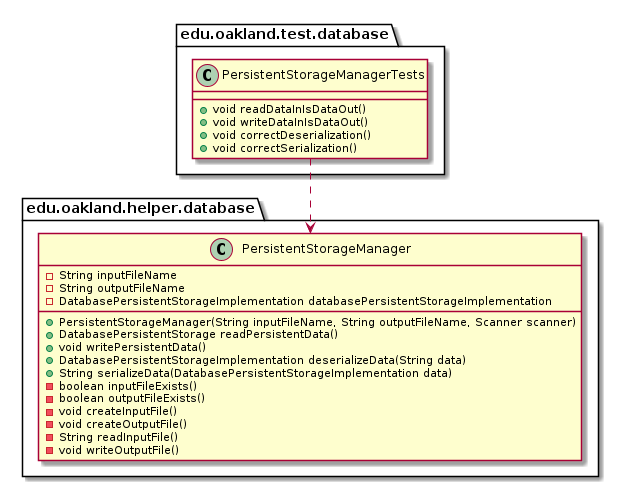 edu.oakland.test.database
C PersistentStorageManagerTests
void readDataInIsDataOut()
void writeDataInIsDataOut()
void correctDeserialization()
void correctSerialization()
edu.oakland.helper.database
C PersistentStorageManager
String inputFileName
String outputFileName
DatabasePersistentStorageImplementation databasePersistentStorageImplementation
PersistentStorageManager(String inputFileName, String outputFileName, Scanner scanner)
DatabasePersistentStorage readPersistentData()
void writePersistentData()
DatabasePersistentStorageImplementation deserializeData(String data)
String serializeData(DatabasePersistentStorageImplementation data)
boolean inputFileExists()
boolean outputFileExists()
void createInputFile()
void createOutputFile()
String readInputFile()
void writeOutputFile()